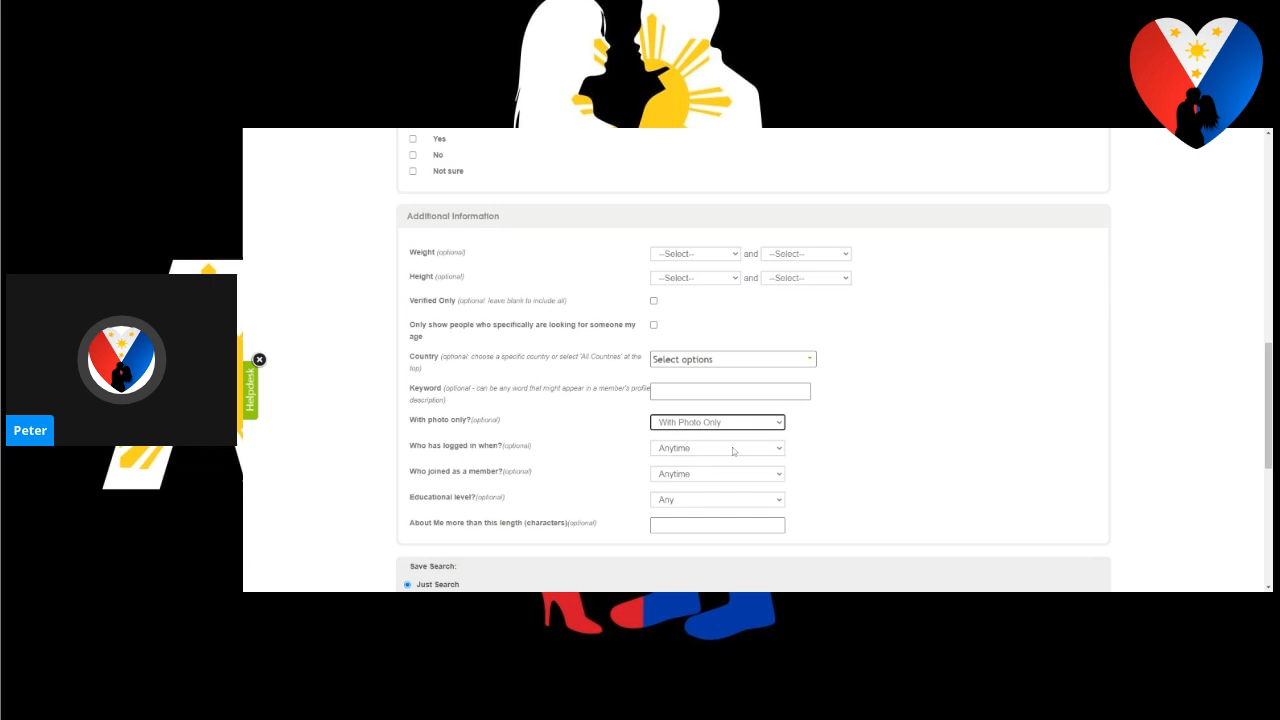 Yes
No
Not sure
Additional Information
Weight (optional) --Select-- and --Select--
Height (optional) --Select-- and --Select--
Verified Only (optional: leave blank to include all)
Only show people who specifically are looking for someone my
age
Country (optional: choose a specific country or select 'All Countries' at the
top)
Select options
Keyword (optional - can be any word that might appear in a member's profile
description)
With photo only?(optional) With Photo Only
Who has logged in when?(optional) Anytime
Who joined as a member?(optional) Anytime
Educational level?(optional) Any
About Me more than this length (characters)(optional)
Save Search:
Just Search
Helpdesk
Peter